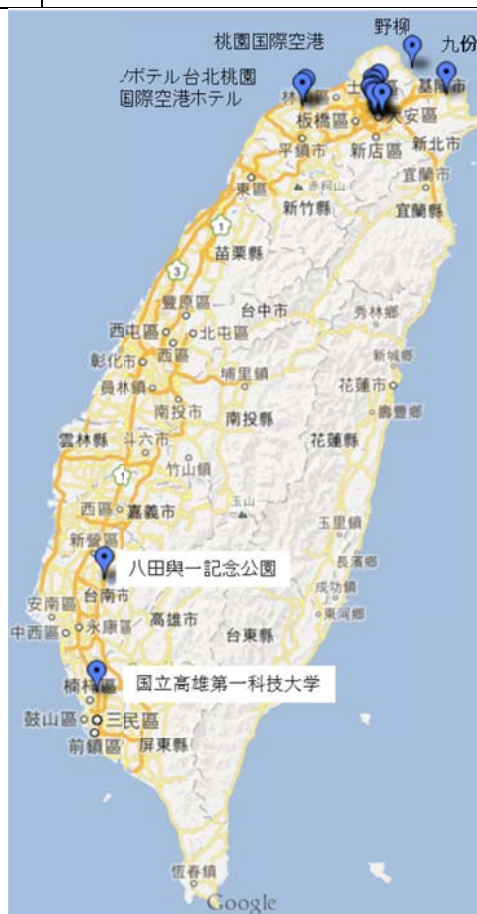 野柳
桃園国際空港
九份
ノボテル台北桃園
国際空港ホテル
基隆市
板橋區
大安區
平鎮市
新店區
新北市
東區
宜蘭市
新竹縣
宜蘭縣
1
苗栗縣
3
豐原區
台中市
秀林鄉
西屯區
北屯區
西區
彰化市
新城鄉
員林鎮
埔里鎮
花蓮市
南投市
南投縣
壽豐鄉
雲林縣
斗六市
花蓮縣
竹山鎮
1
西區
嘉義市
玉山
玉里鎮
新營區
長濱鄉
八田與一記念公園
台南市
成功鎮
安南區
高雄市
東河鄉
中西區
永康區
台東縣
国立高雄第一科技大学
楠梓區
鼓山區
三民區
前鎮區
屏東縣
恆春鎮
Google